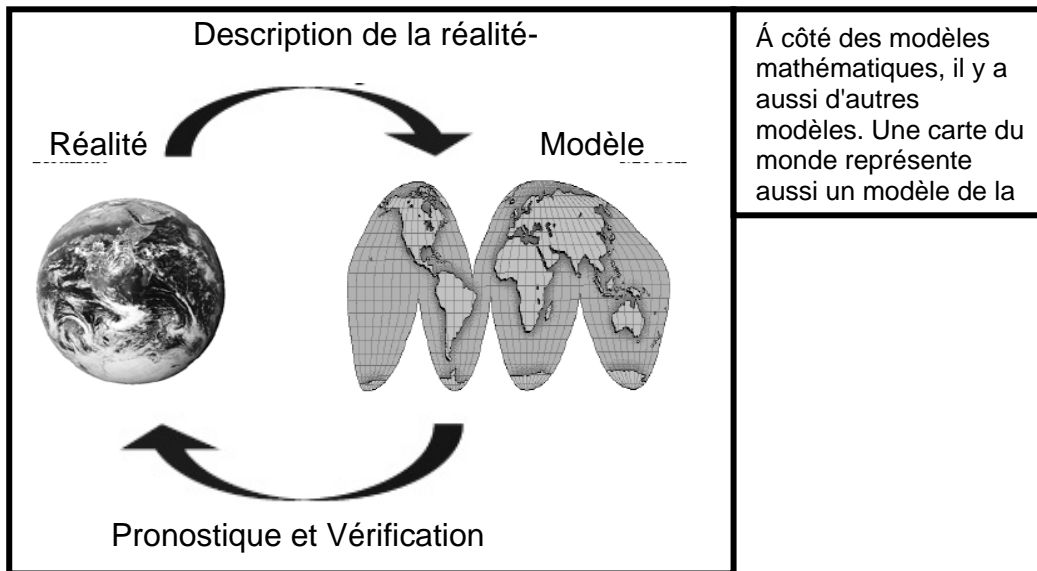 Description de la réalité-
Réalité
Modèle
Pronostique et Vérification
Á côté des modèles
mathématiques, il y a
aussi d'autres
modèles. Une carte du
monde représente
aussi un modèle de la